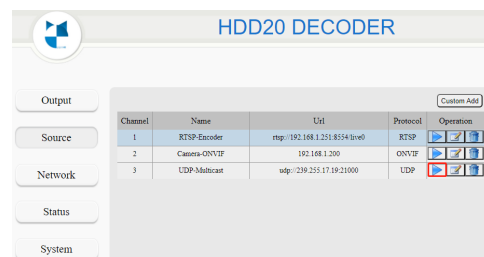 HDD20 DECODER
Output
Source
Network
Status
System
Custom Add
Channel Name Url Protocol Operation
1 RTSP-Encoder rtsp://192.168.1.251:8554/live0 RTSP
2 Camera-ONVIF 192.168.1.200 ONVIF
3 UDP-Multicast udp://239.255.17.19:21000 UDP